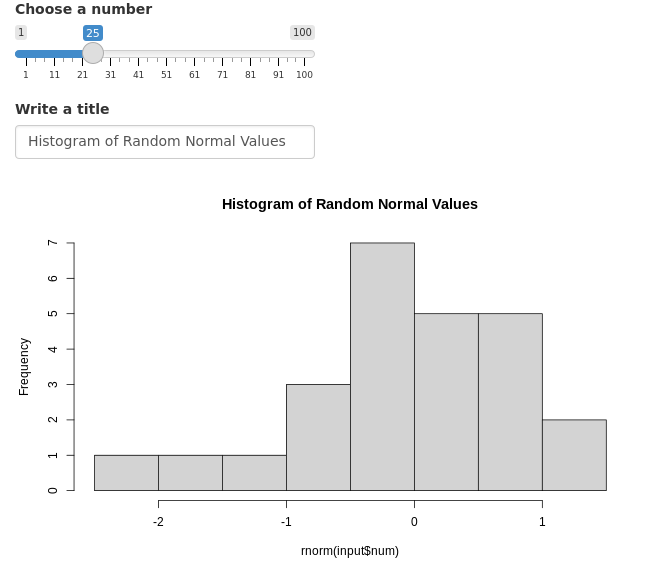 Choose a number
1 25 100
1 11 21 31 41 51 61 71 81 91 100
Write a title
Histogram of Random Normal Values
Histogram of Random Normal Values
7
6
5
4
3
2
1
0
Frequency
-2 -1 0 1
rnorm(input$num)